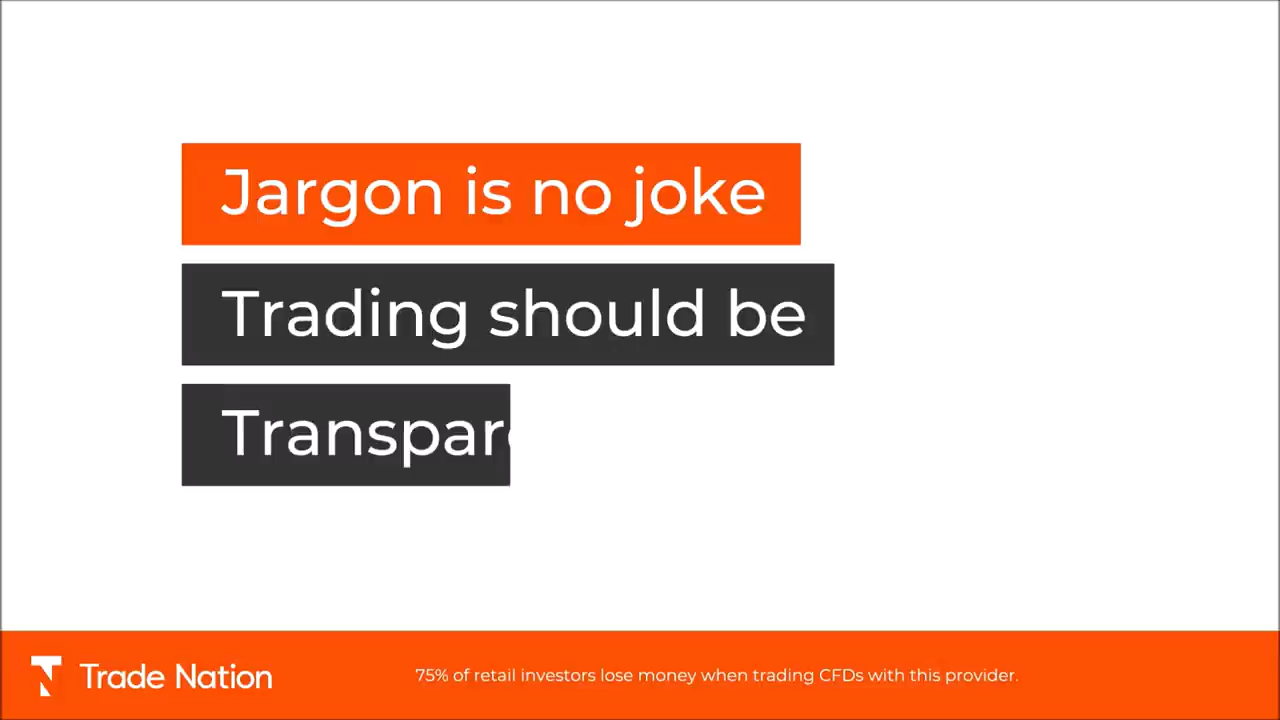 Jargon is no joke
Trading should be
Transpar
Trade Nation
75% of retail investors lose money when trading CFDs with this provider.